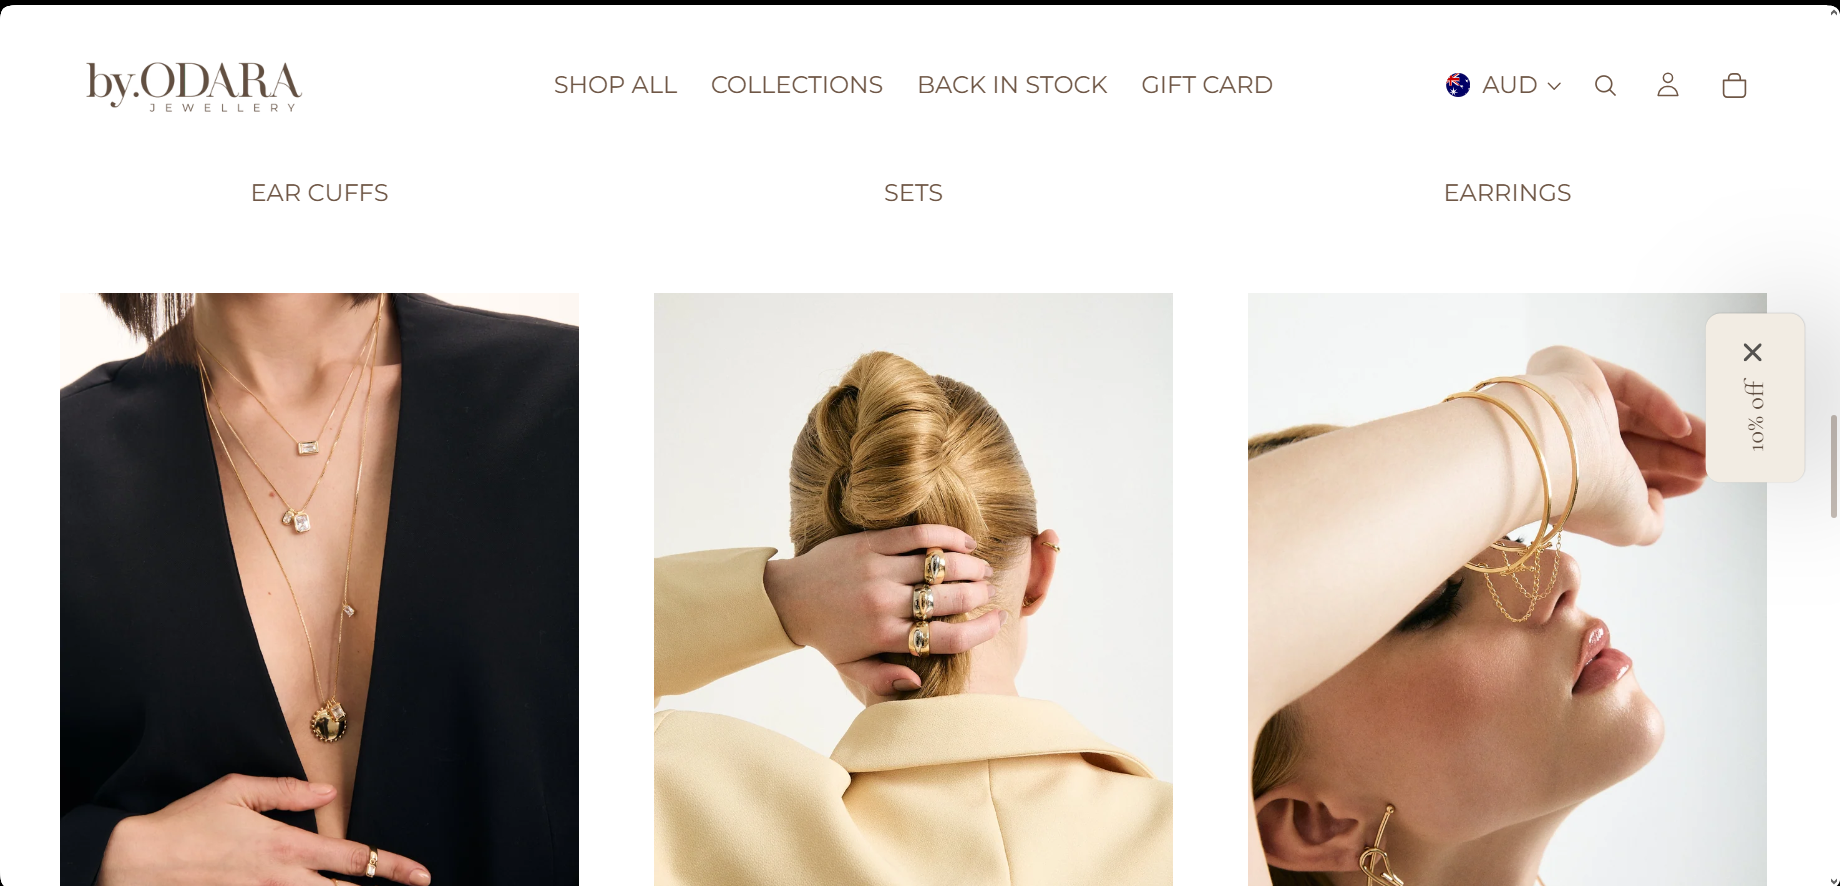 by.ODARA
JEWELLERY
SHOP ALL
COLLECTIONS
BACK IN STOCK
GIFT CARD
AUD
EAR CUFFS
SETS
EARRINGS
10% off